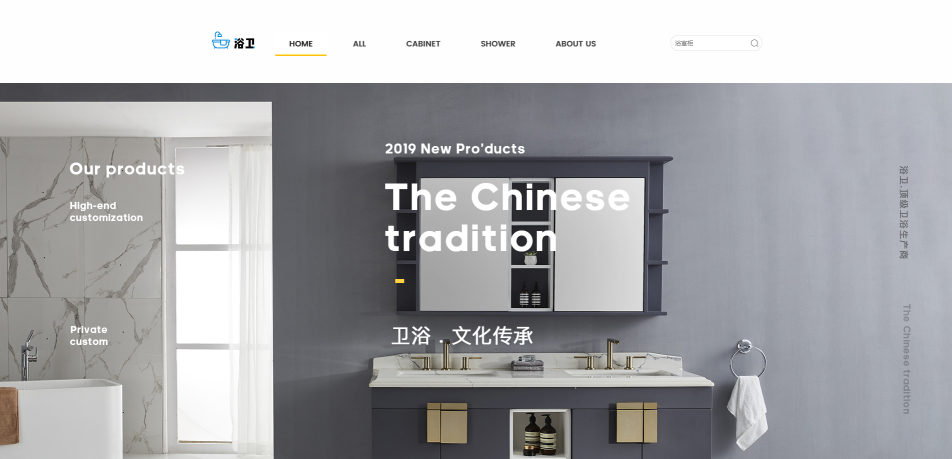 浴卫
HOME
ALL
CABINET
SHOWER
ABOUT US
浴室柜
Our products
High-end
customization
Private
custom
2019 New Pro'ducts
The Chinese
tradition
卫浴 . 文化传承
浴卫.顶级卫浴生产商
The Chinese tradition